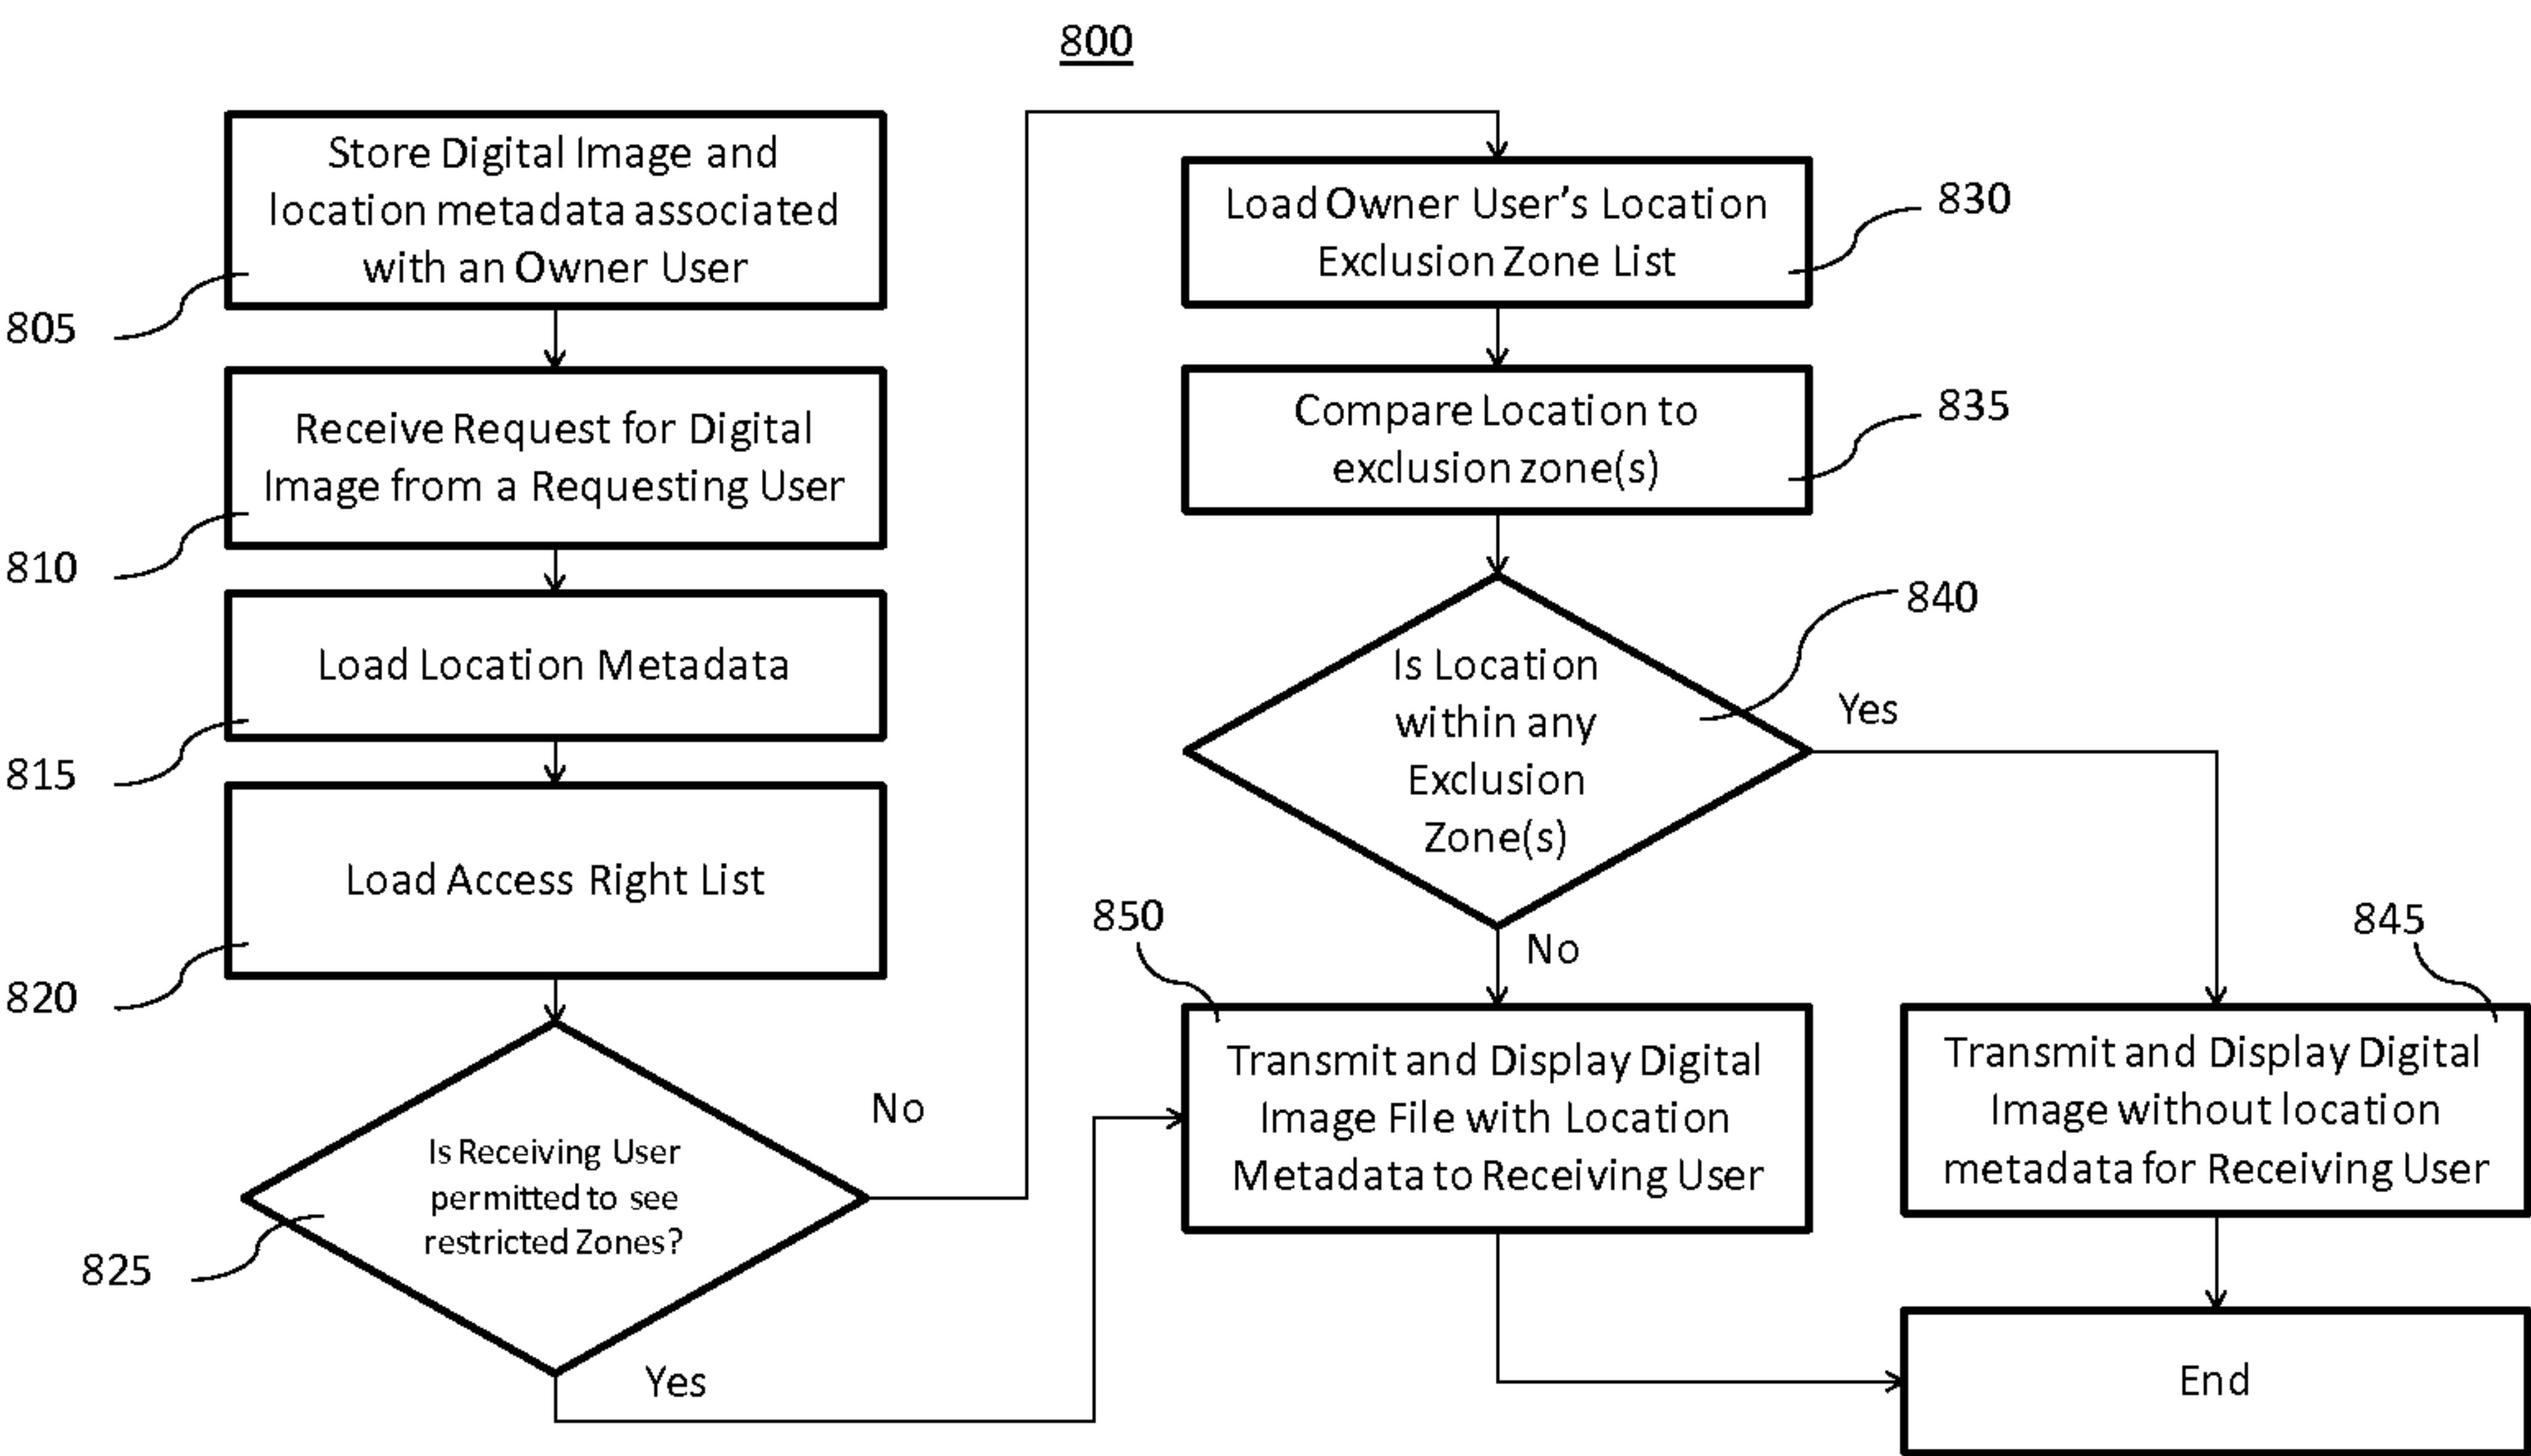 800
Store Digital Image and
location metadata associated
with an Owner User
805
Receive Request for Digital
Image from a Requesting User
810
Load Location Metadata
815
Load Access Right List
820
Is Receiving User
permitted to see
restricted Zones?
825
No
Yes
Load Owner User's Location
Exclusion Zone List
830
Compare Location to
exclusion zone(s)
835
Is Location
within any
Exclusion
Zone(s)
840
Yes
No
850
Transmit and Display Digital
Image File with Location
Metadata to Receiving User
845
Transmit and Display Digital
Image without location
metadata for Receiving User
End